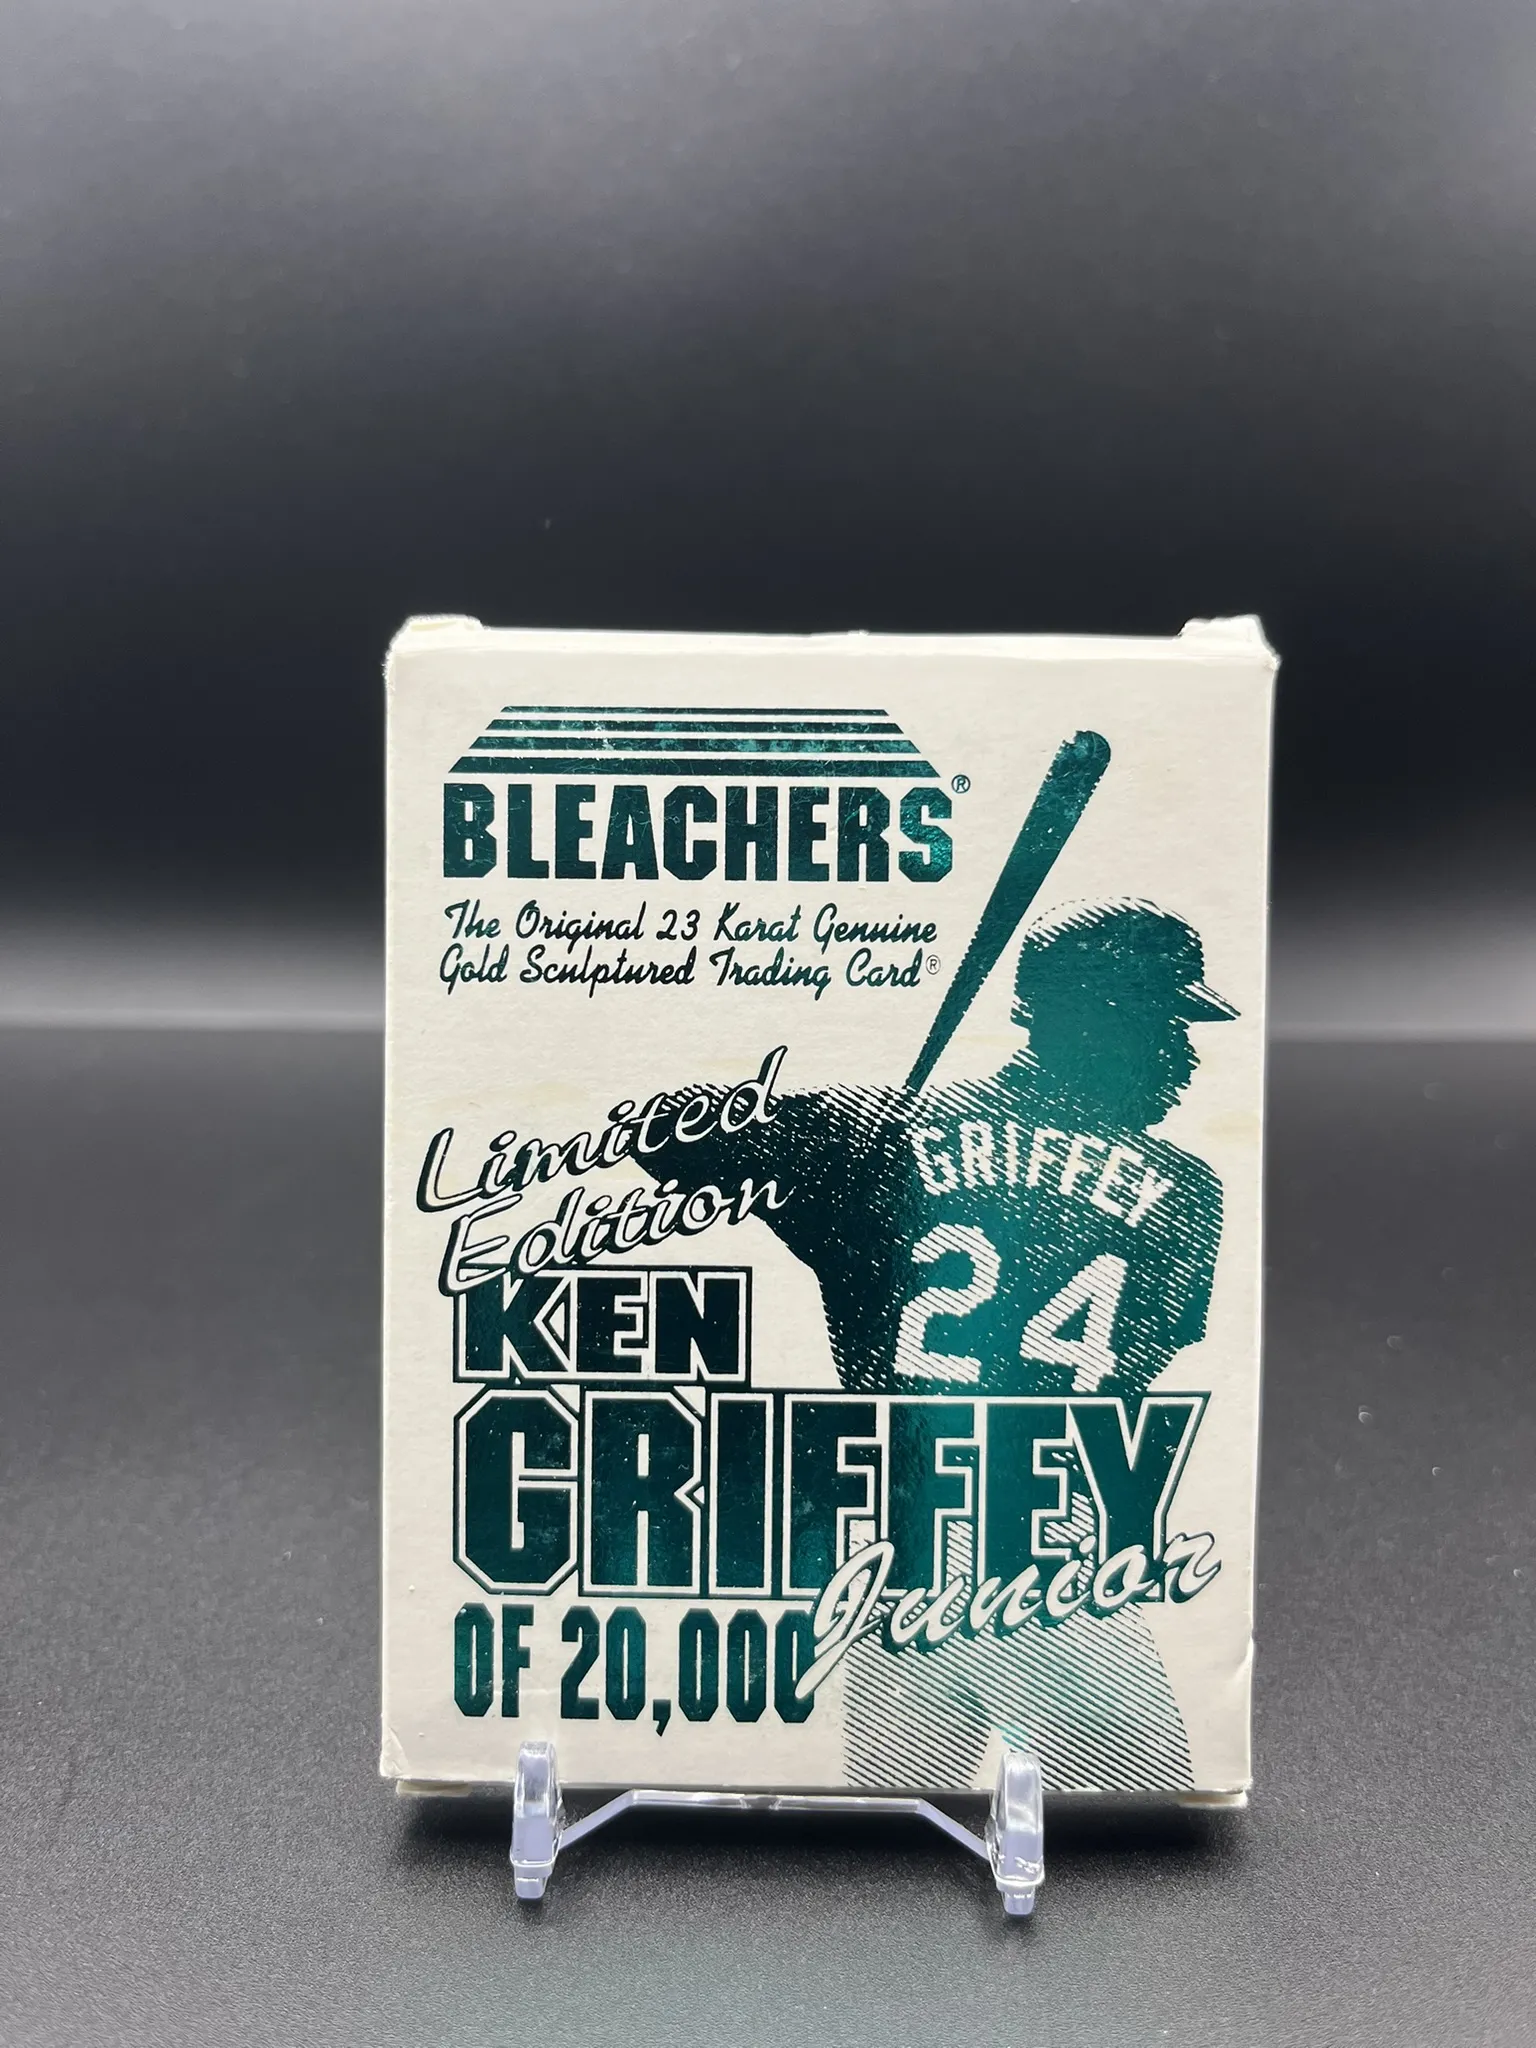 BLEACHERS®
The Original 23 Karat Genuine
Gold Sculptured Trading Card®
Limited
Edition
GRIFFEY
24
KEN
GRIFFEY
Junior
OF 20,000